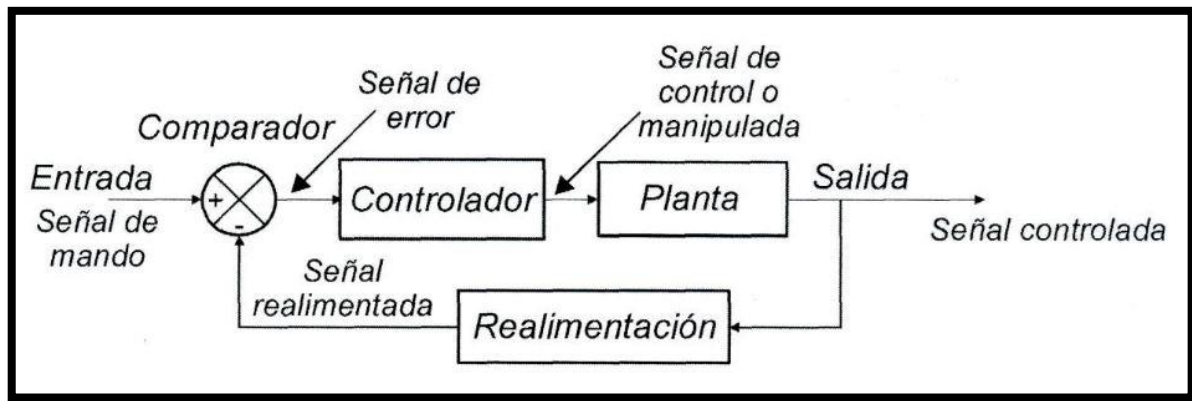 Señal de
error
Señal de
control o
manipulada
Comparador
Entrada
Señal de
mando
+
-
Controlador
Planta
Salida
Señal controlada
Señal
realimentada
Realimentación